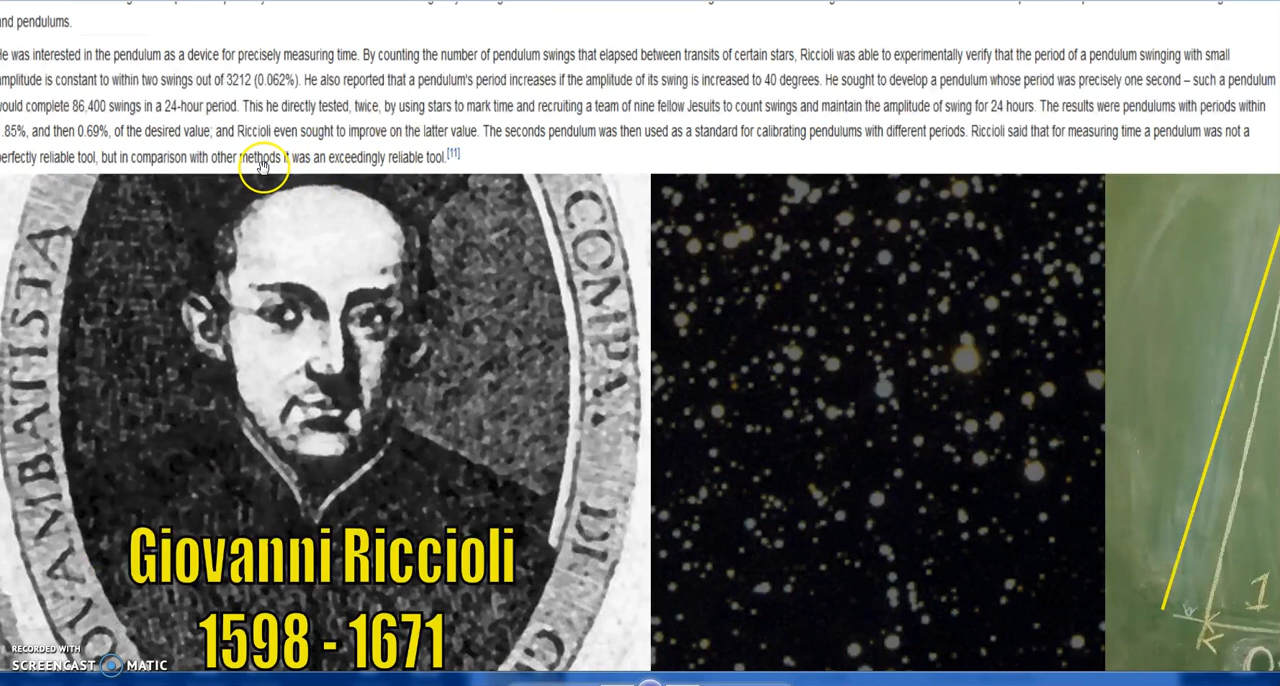 and pendulums.
He was interested in the pendulum as a device for precisely measuring time. By counting the number of pendulum swings that elapsed between transits of certain stars, Riccioli was able to experimentally verify that the period of a pendulum swinging with small
amplitude is constant to within two swings out of 3212 (0.062%). He also reported that a pendulum's period increases if the amplitude of its swing is increased to 40 degrees. He sought to develop a pendulum whose period was precisely one second – such a pendulum
would complete 86,400 swings in a 24-hour period. This he directly tested, twice, by using stars to mark time and recruiting a team of nine fellow Jesuits to count swings and maintain the amplitude of swing for 24 hours. The results were pendulums with periods within
.85%, and then 0.69%, of the desired value; and Riccioli even sought to improve on the latter value. The seconds pendulum was then used as a standard for calibrating pendulums with different periods. Riccioli said that for measuring time a pendulum was not a
perfectly reliable tool, but in comparison with other methods it was an exceedingly reliable tool.[11]
OVANBATISTA
COMPA. DI
Giovanni Riccioli
1598 - 1671
1
RECORDED WITH
SCREENCAST MATIC